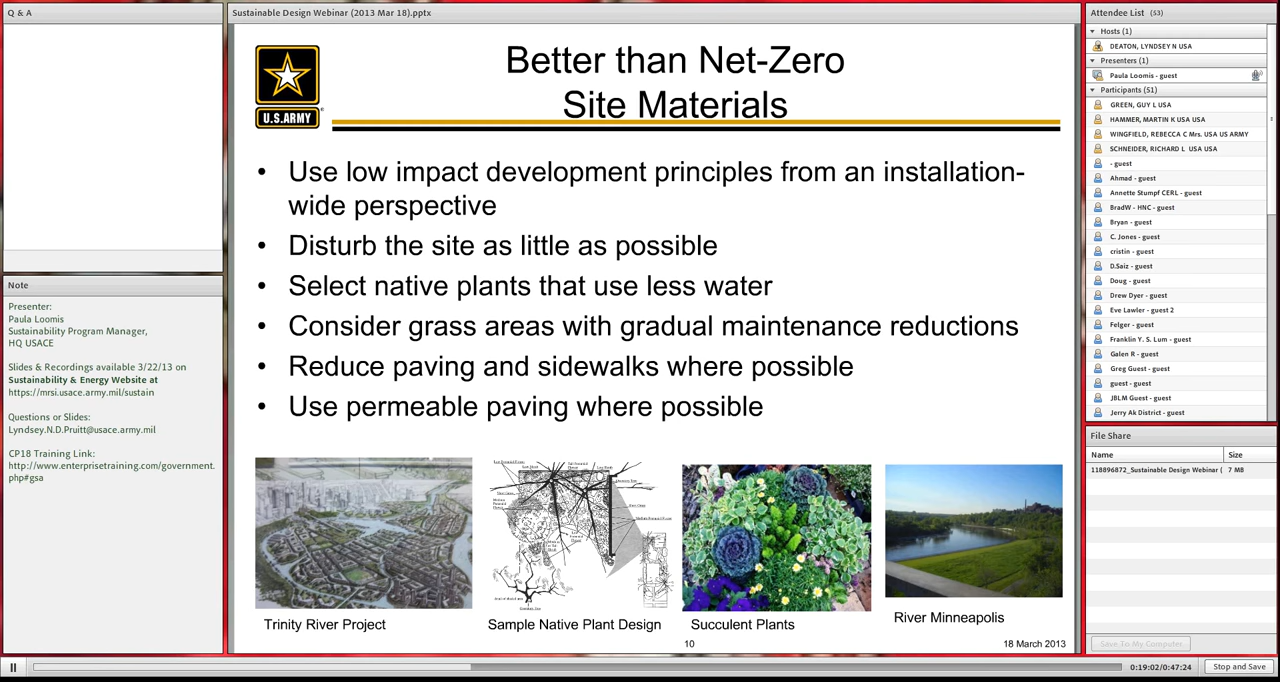 Q & A
Note
Presenter:
Paula Loomis
Sustainability Program Manager,
HQ USACE
Slides & Recordings available 3/22/13 on
Sustainability & Energy Website at
https://mrsi.usace.army.mil/sustain
Questions or Slides:
Lyndsey.N.D.Pruitt@usace.army.mil
CP18 Training Link:
http://www.enterprisetraining.com/government.
php#gsa
Sustainable Design Webinar (2013 Mar 18).pptx
U.S.ARMY
Better than Net-Zero
Site Materials
• Use low impact development principles from an installation-
wide perspective
• Disturb the site as little as possible
• Select native plants that use less water
• Consider grass areas with gradual maintenance reductions
• Reduce paving and sidewalks where possible
• Use permeable paving where possible
Trinity River Project
Sample Native Plant Design
Succulent Plants
River Minneapolis
10
18 March 2013
Attendee List (53)
Hosts (1)
DEATON, LYNDSEY N USA
Presenters (1)
Paula Loomis - guest
Participants (51)
GREEN, GUY L USA
HAMMER, MARTIN K USA USA
WINGFIELD, REBECCA C Mrs. USA US ARMY
SCHNEIDER, RICHARD L USA USA
- guest
Ahmad - guest
Annette Stumpf CERL - guest
BradW - HNC - guest
Bryan - guest
C. Jones - guest
cristin - guest
D.Saiz - guest
Doug - guest
Drew Dyer - guest
Eve Lawler - guest 2
Felger - guest
Franklin Y. S. Lum - guest
Galen R - guest
Greg Guest - guest
guest - guest
JBLM Guest - guest
Jerry Ak District - guest
File Share
Name Size
118896872_Sustainable Design Webinar ( 7 MB
Save To My Computer
0:19:02/0:47:24
Stop and Save